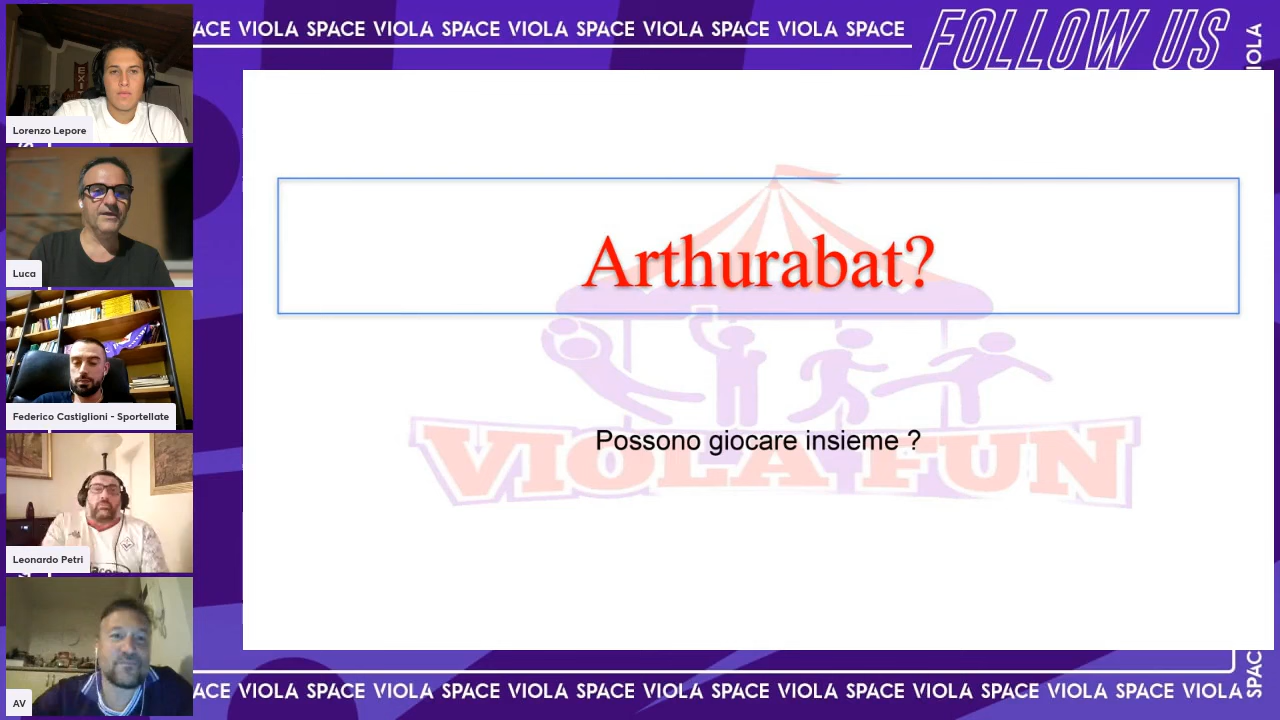 ACE VIOLA SPACE VIOLA SPACE VIOLA SPACE VIOLA SPACE VIOLA SPACE
FOLLOW US
VIOLA
EXIT
Lorenzo Lepore
Luca
Federico Castiglioni - Sportellate
Leonardo Petri
AV
Arthurabat?
Possono giocare insieme ?
VIOLA FUN
SPACE
ACE VIOLA SPACE VIOLA SPACE VIOLA SPACE VIOLA SPACE VIOLA SPACE VIOLA SPACE VIOLA SPACE VIOLA